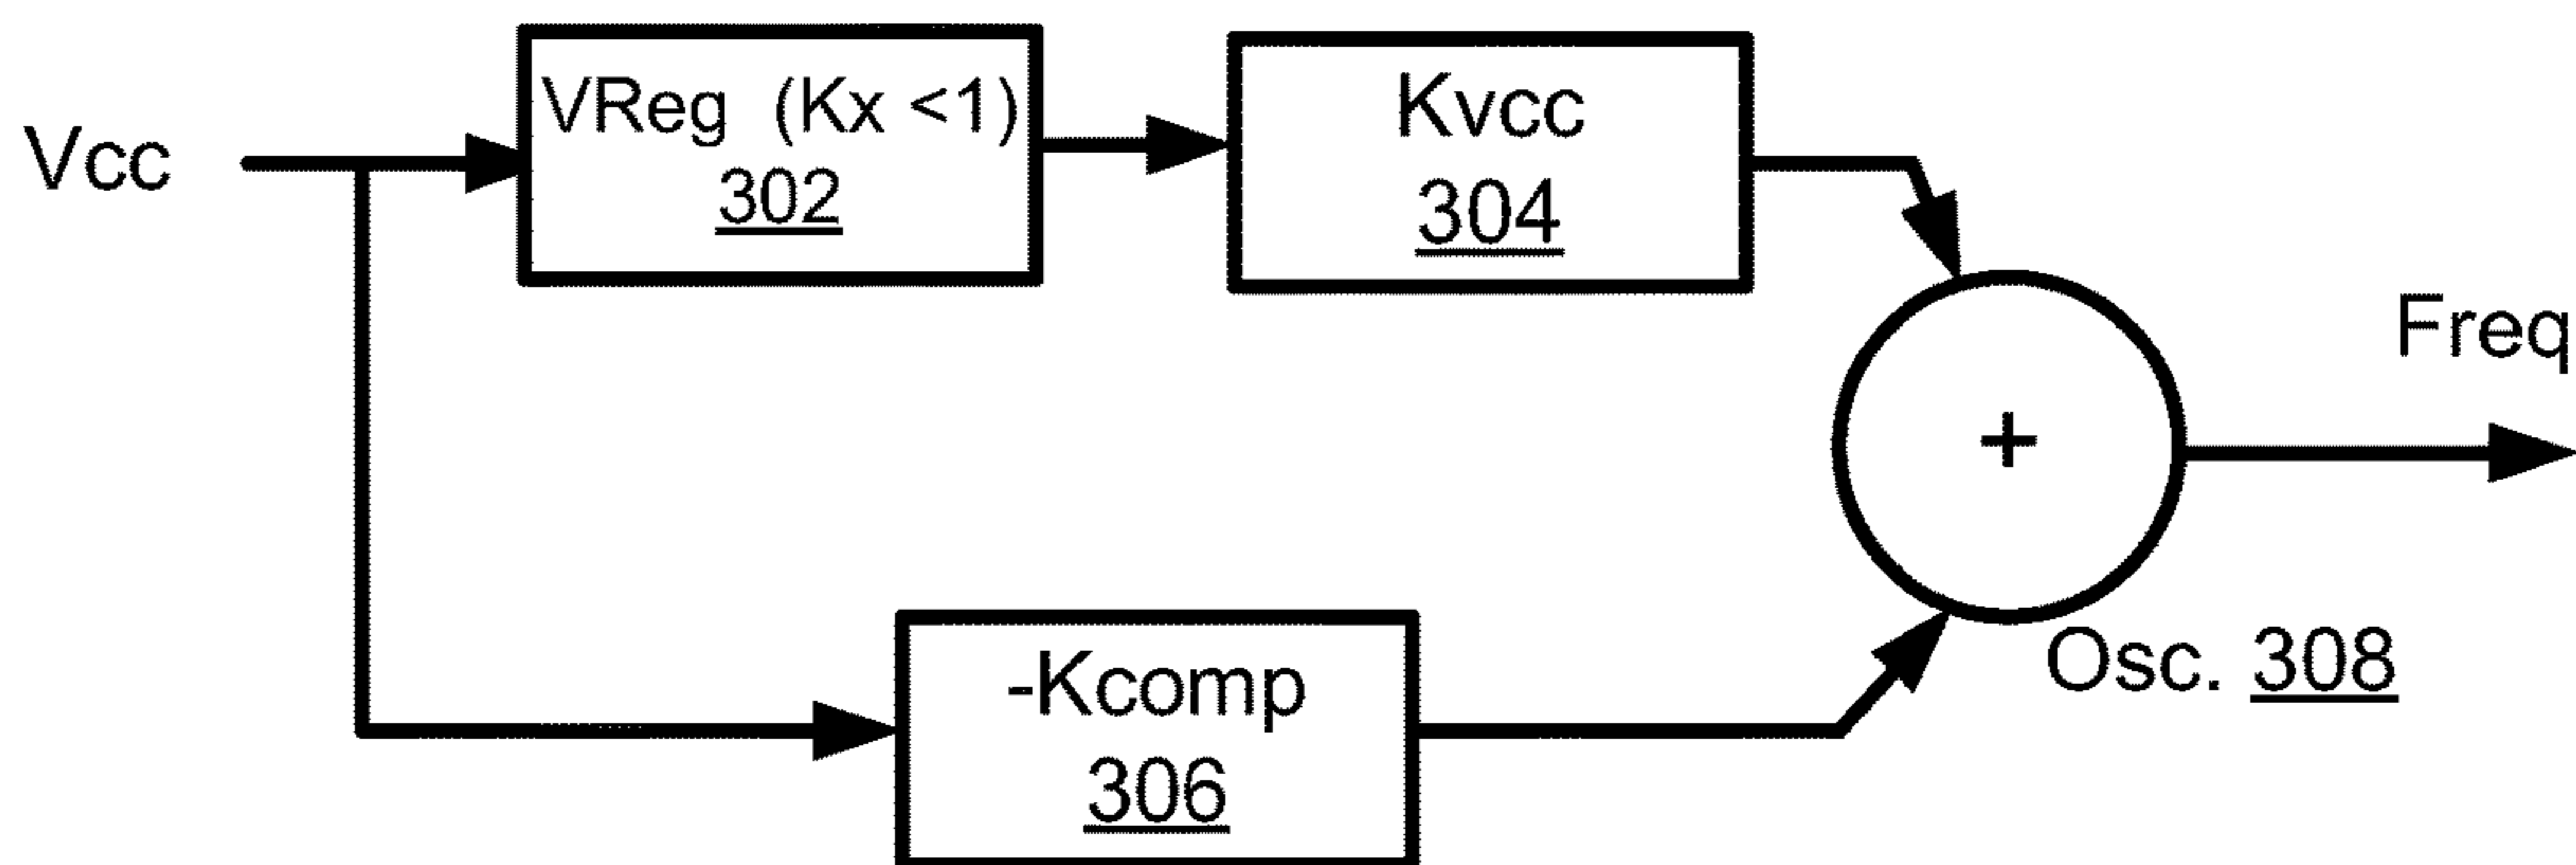 Vcc
VReg (Kx <1)
302
Kvcc
304
+
Freq
-Kcomp
306
Osc. 308